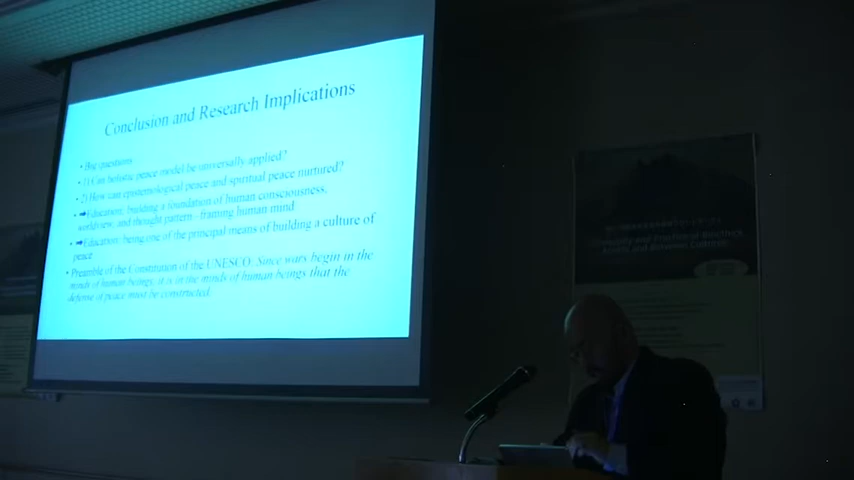 Conclusion and Research Implications
• Big questions
• 1) Can holistic peace model be universally applied?
• 2) How can epistemological peace and spiritual peace nurtured?
• ➡Education: building a foundation of human consciousness,
worldview, and thought pattern—framing human mind
• ➡Education: being one of the principal means of building a culture of
peace
• Preamble of the Constitution of the UNESCO: Since wars begin in the
minds of human beings, it is in the minds of human beings that the
defense of peace must be constructed.